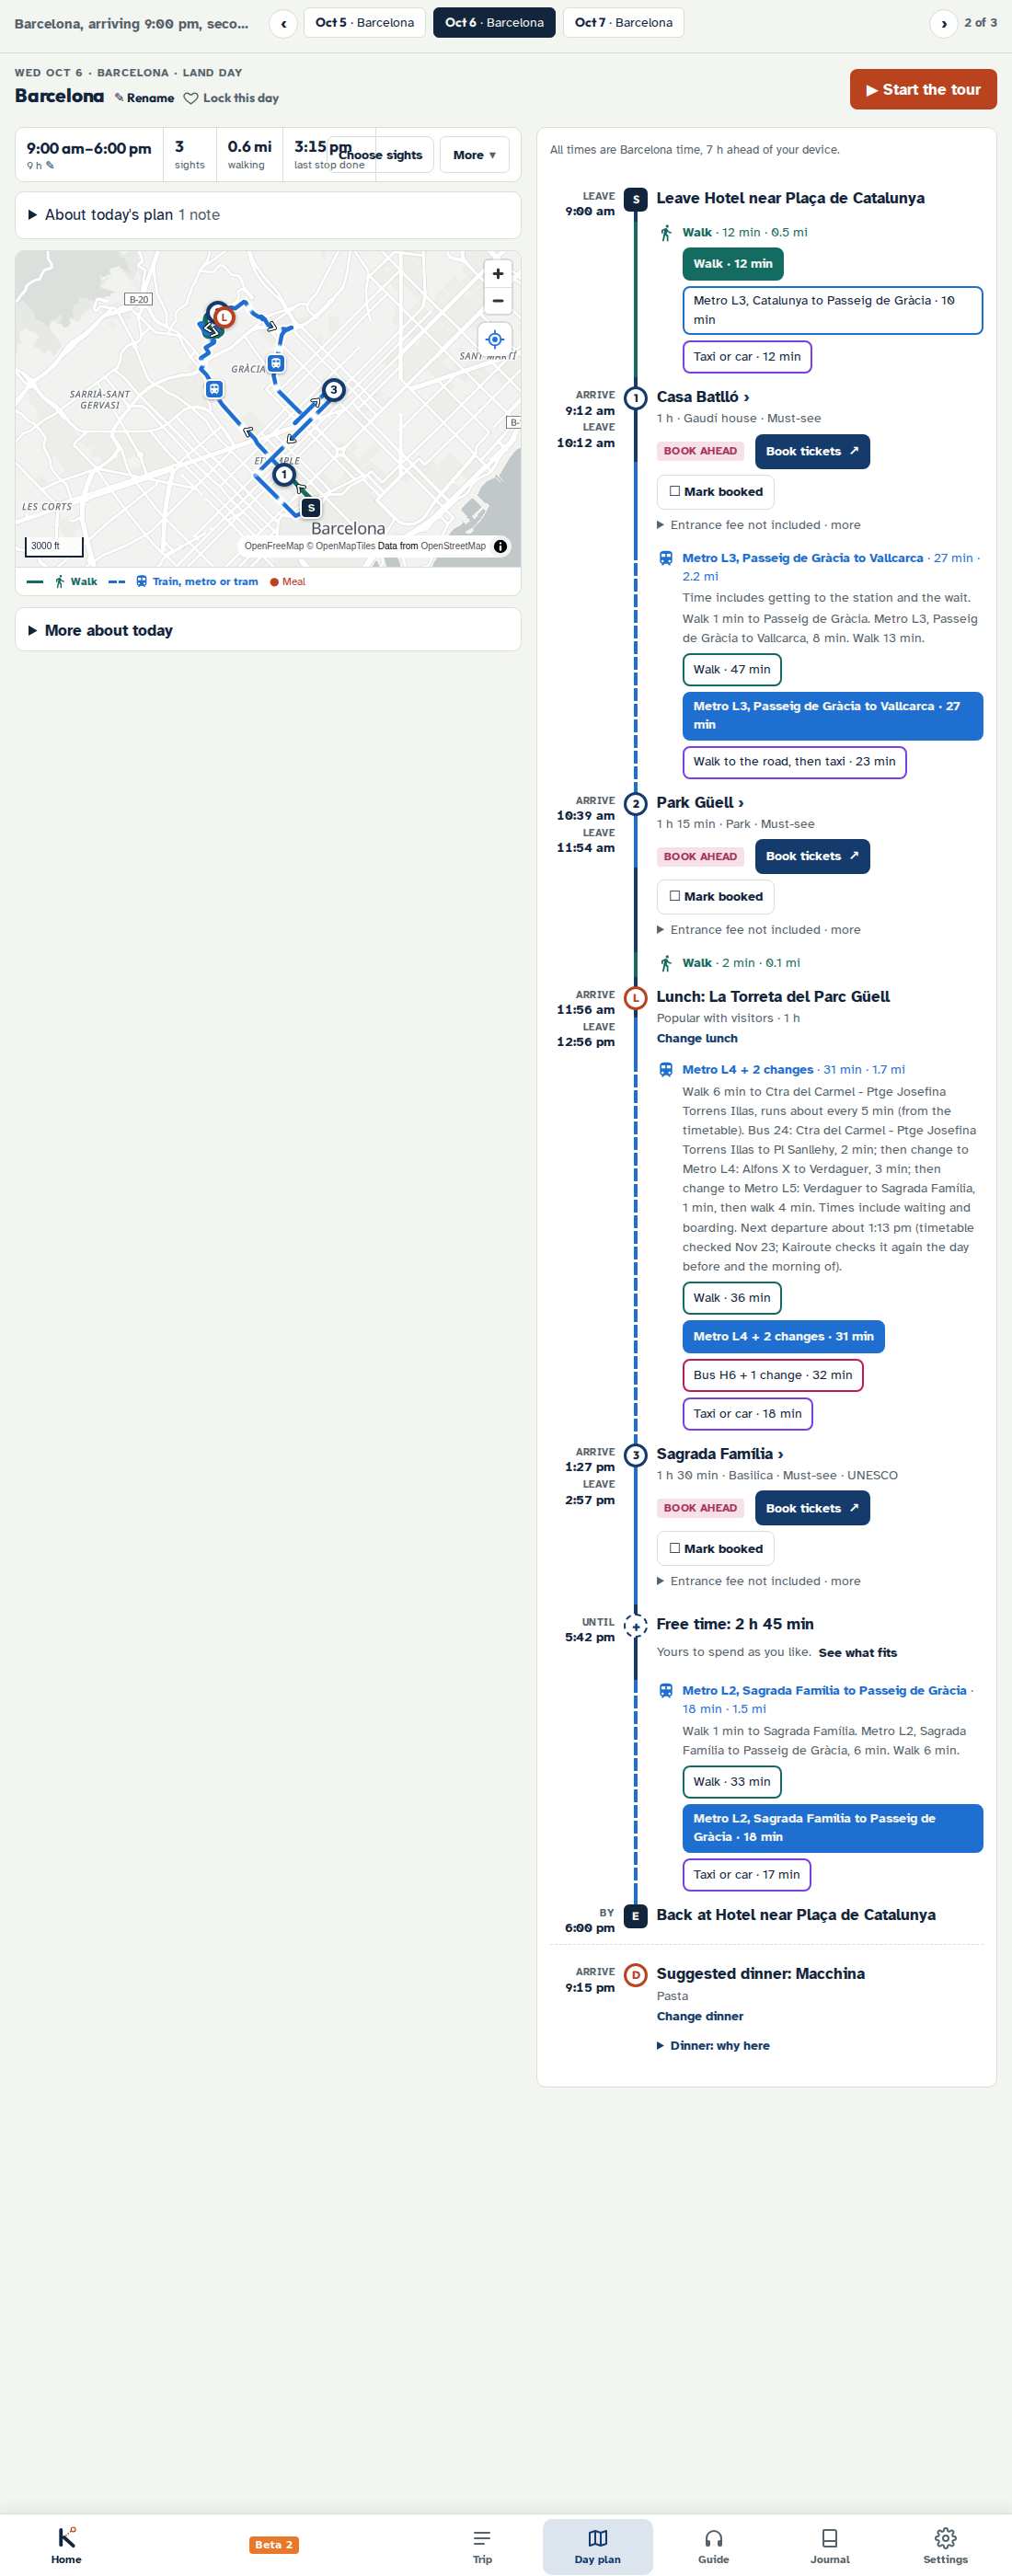 Barcelona, arriving 9:00 pm, seco...
‹
Oct 5 · Barcelona
Oct 6 · Barcelona
Oct 7 · Barcelona
›
2 of 3
WED OCT 6 · BARCELONA · LAND DAY
Barcelona ✎ Rename ♡ Lock this day
▶ Start the tour
9:00 am–6:00 pm
9 h ✎
3
sights
0.6 mi
walking
3:15 pm
last stop done
Choose sights
More ▼
▶ About today's plan 1 note
B-20
L
GRÀCIA
SARRIÀ-SANT
GERVASI
3
1
S
LES CORTS
Barcelona
3000 ft
OpenFreeMap © OpenMapTiles Data from OpenStreetMap
+
−
Walk
Train, metro or tram
Meal
▶ More about today
All times are Barcelona time, 7 h ahead of your device.
LEAVE
9:00 am
S
Leave Hotel near Plaça de Catalunya
Walk · 12 min · 0.5 mi
Walk · 12 min
Metro L3, Catalunya to Passeig de Gràcia · 10
min
Taxi or car · 12 min
ARRIVE
9:12 am
LEAVE
10:12 am
1
Casa Batlló ›
1 h · Gaudí house · Must-see
BOOK AHEAD
Book tickets ↗
☐ Mark booked
▶ Entrance fee not included · more
Metro L3, Passeig de Gràcia to Vallcarca · 27 min ·
2.2 mi
Time includes getting to the station and the wait.
Walk 1 min to Passeig de Gràcia. Metro L3, Passeig
de Gràcia to Vallcarca, 8 min. Walk 13 min.
Walk · 47 min
Metro L3, Passeig de Gràcia to Vallcarca · 27
min
Walk to the road, then taxi · 23 min
ARRIVE
10:39 am
LEAVE
11:54 am
2
Park Güell ›
1 h 15 min · Park · Must-see
BOOK AHEAD
Book tickets ↗
☐ Mark booked
▶ Entrance fee not included · more
Walk · 2 min · 0.1 mi
ARRIVE
11:56 am
LEAVE
12:56 pm
L
Lunch: La Torreta del Parc Güell
Popular with visitors · 1 h
Change lunch
Metro L4 + 2 changes · 31 min · 1.7 mi
Walk 6 min to Ctra del Carmel - Ptge Josefina
Torrens Illas, runs about every 5 min (from the
timetable). Bus 24: Ctra del Carmel - Ptge Josefina
Torrens Illas to Pl Sanllehy, 2 min; then change to
Metro L4: Alfons X to Verdaguer, 3 min; then
change to Metro L5: Verdaguer to Sagrada Família,
1 min, then walk 4 min. Times include waiting and
boarding. Next departure about 1:13 pm (timetable
checked Nov 23; Kairoute checks it again the day
before and the morning of).
Walk · 36 min
Metro L4 + 2 changes · 31 min
Bus H6 + 1 change · 32 min
Taxi or car · 18 min
ARRIVE
1:27 pm
LEAVE
2:57 pm
3
Sagrada Família ›
1 h 30 min · Basilica · Must-see · UNESCO
BOOK AHEAD
Book tickets ↗
☐ Mark booked
▶ Entrance fee not included · more
UNTIL
5:42 pm
+
Free time: 2 h 45 min
Yours to spend as you like. See what fits
Metro L2, Sagrada Família to Passeig de Gràcia ·
18 min · 1.5 mi
Walk 1 min to Sagrada Família. Metro L2, Sagrada
Família to Passeig de Gràcia, 6 min. Walk 6 min.
Walk · 33 min
Metro L2, Sagrada Família to Passeig de
Gràcia · 18 min
Taxi or car · 17 min
BY
6:00 pm
E
Back at Hotel near Plaça de Catalunya
ARRIVE
9:15 pm
D
Suggested dinner: Macchina
Pasta
Change dinner
▶ Dinner: why here
Home
Beta 2
Trip
Day plan
Guide
Journal
Settings